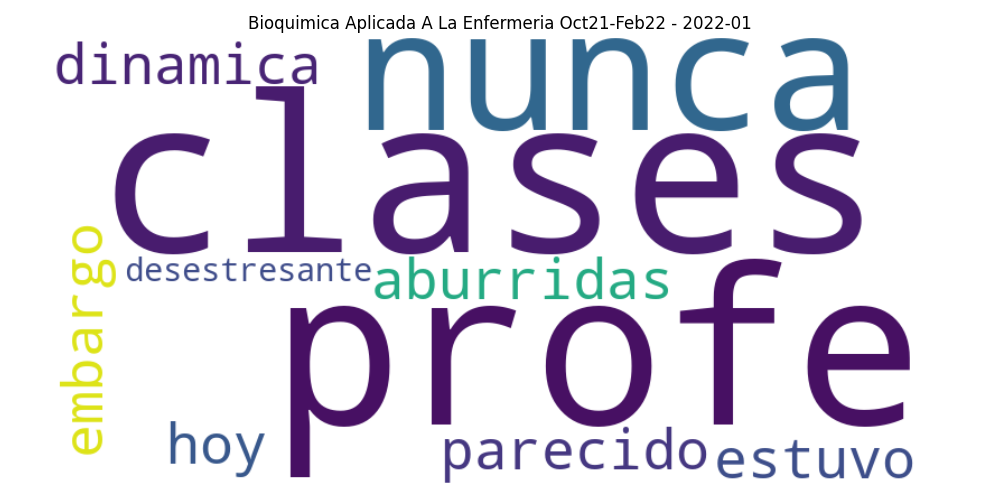 Bioquimica Aplicada A La Enfermeria Oct21-Feb22 - 2022-01
dinamica
nunca
clases
embargo
desestresante
aburridas
profe
hoy
parecido
estuvo